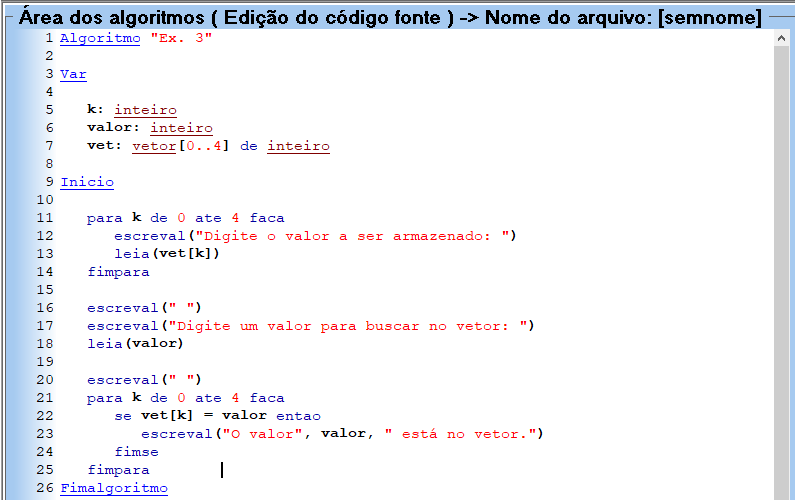 Área dos algoritmos ( Edição do código fonte ) -> Nome do arquivo: [semnome]
1 Algoritmo "Ex. 3"
2
3 Var
4
5    k: inteiro
6    valor: inteiro
7    vet: vetor[0..4] de inteiro
8
9 Inicio
10
11    para k de 0 ate 4 faca
12       escreval("Digite o valor a ser armazenado: ")
13       leia(vet[k])
14    fimpara
15
16    escreval(" ")
17    escreval("Digite um valor para buscar no vetor: ")
18    leia(valor)
19
20    escreval(" ")
21    para k de 0 ate 4 faca
22       se vet[k] = valor entao
23          escreval("O valor", valor, " está no vetor.")
24       fimse
25    fimpara
26 Fimalgoritmo